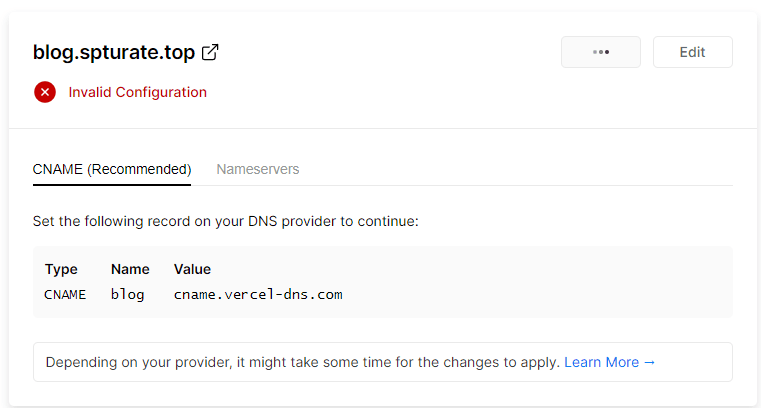 blog.spturate.top
Edit
Invalid Configuration
CNAME (Recommended) Nameservers
Set the following record on your DNS provider to continue:
Type Name Value
CNAME blog cname.vercel-dns.com
Depending on your provider, it might take some time for the changes to apply. Learn More →